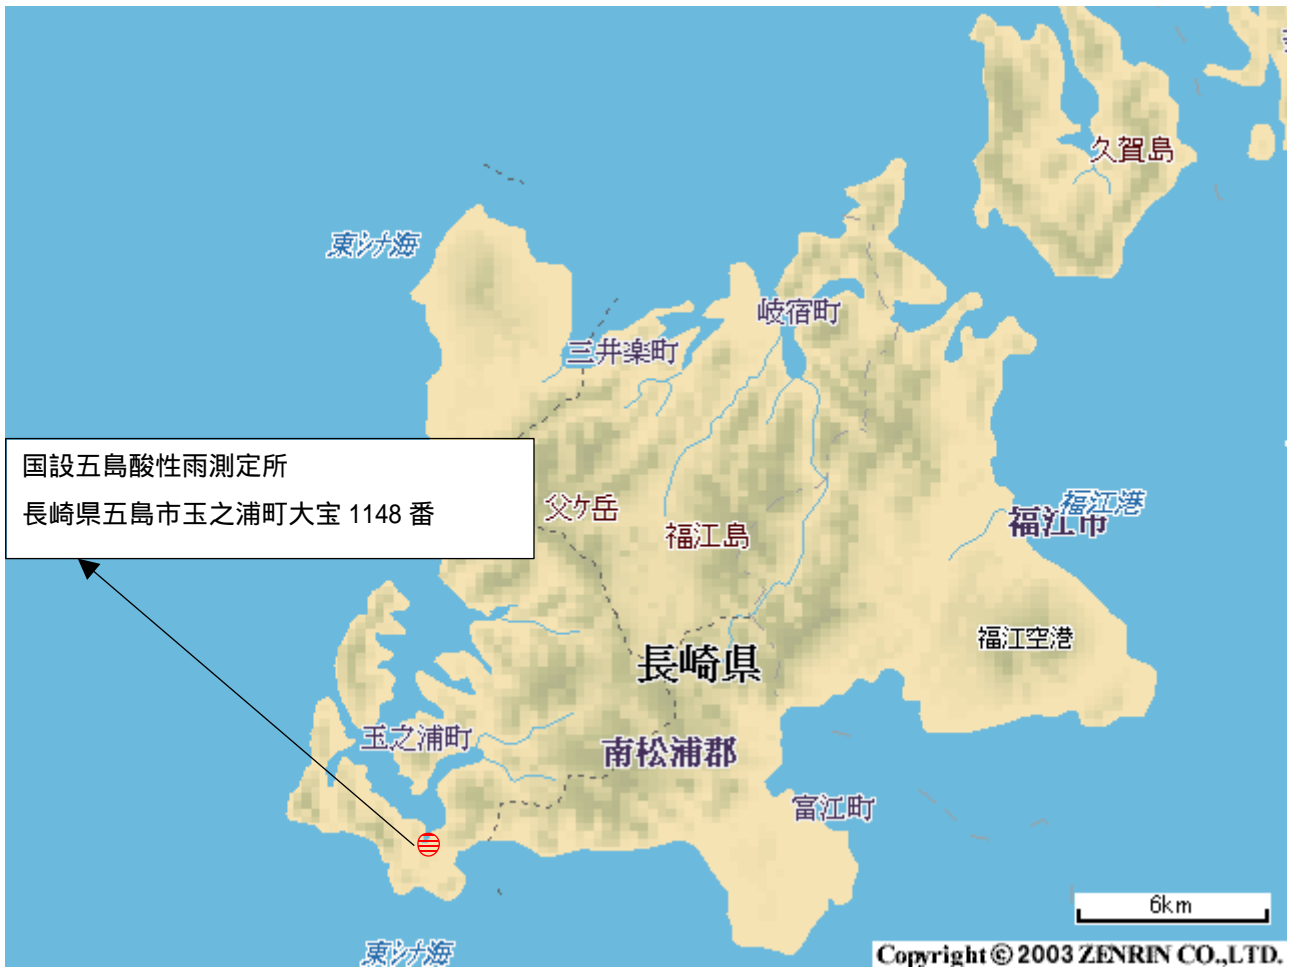 久賀島
東シナ海
岐宿町
三井楽町
国設五島酸性雨測定所
長崎県五島市玉之浦町大宝 1148 番
父ケ岳
福江島
福江港
福江市
福江空港
長崎県
玉之浦町
南松浦郡
富江町
6km
東シナ海
Copyright © 2003 ZENRIN CO.,LTD.